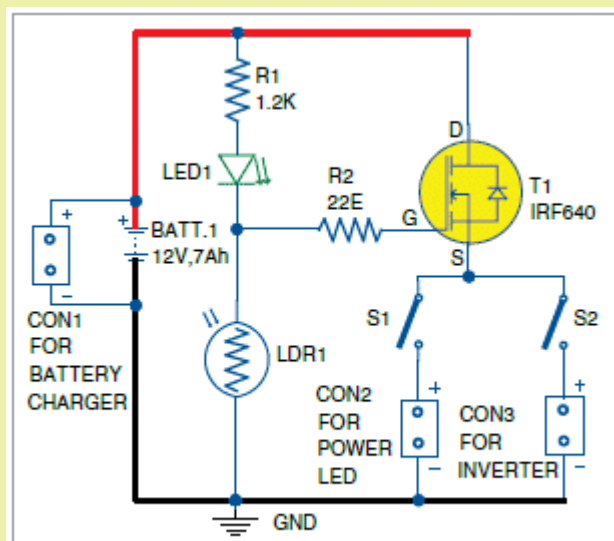 R1
1.2K
LED1
R2
22E
D
G
S
T1
IRF640
+
−
CON1
FOR
BATTERY
CHARGER
+
BATT.1
12V,7Ah
LDR1
S1
S2
CON2
FOR
POWER
LED
+
−
CON3
FOR
INVERTER
+
−
GND